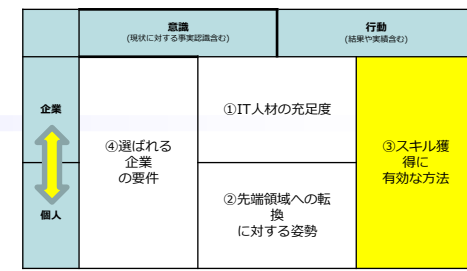 意識
(現状に対する事実認識含む)
行動
(結果や実績含む)
企業
①IT人材の充足度
④選ばれる
企業
の要件
③スキル獲
得に
有効な方法
②先端領域への転
換
に対する姿勢
個人